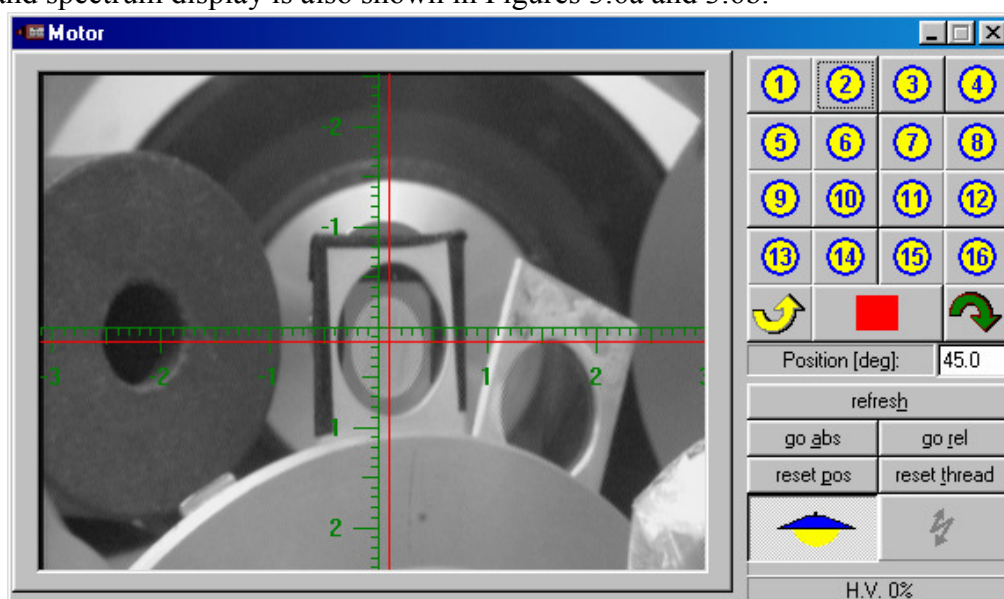 and spectrum display is also shown in Figures 3.6a and 3.6b.
Motor
1 2 3 4
5 6 7 8
9 10 11 12
13 14 15 16
Position [deg]: 45.0
refresh
go abs go rel
reset pos reset thread
H.V. 0%
-2
-1
-3 -2 -1 1 2 3
1
2